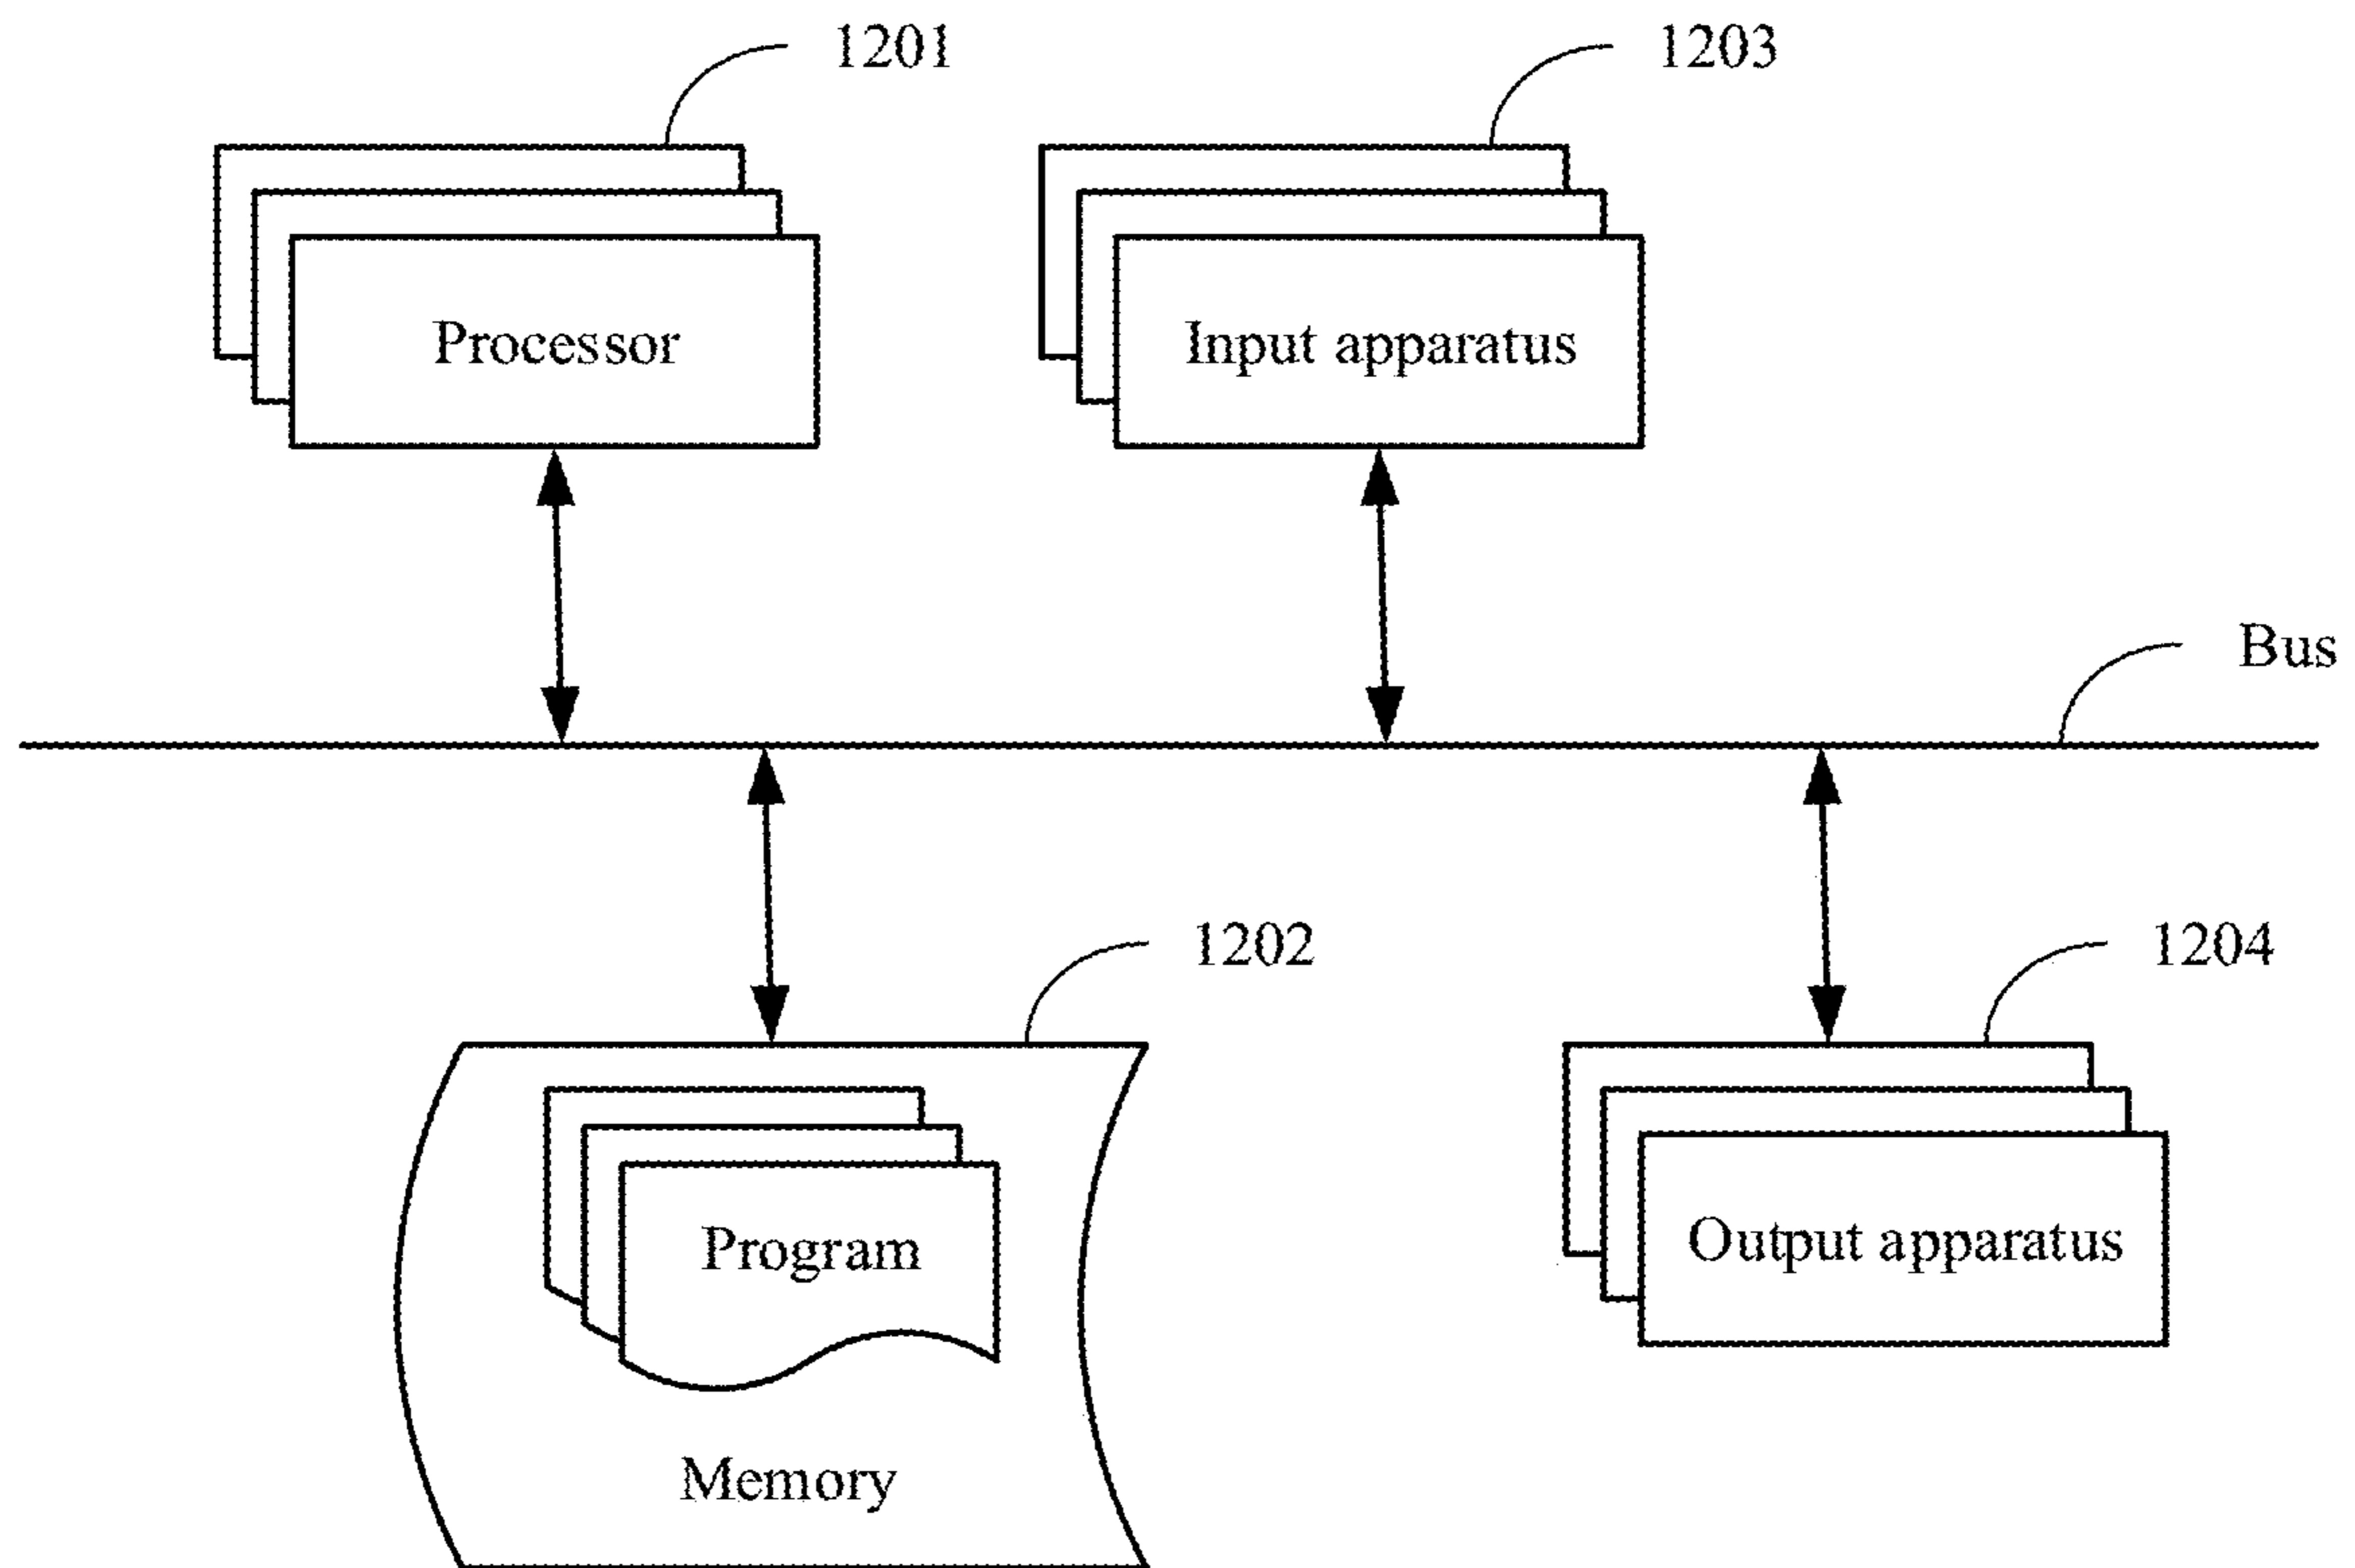 1201
1203
Processor
Input apparatus
Bus
1202
1204
Program
Output apparatus
Memory